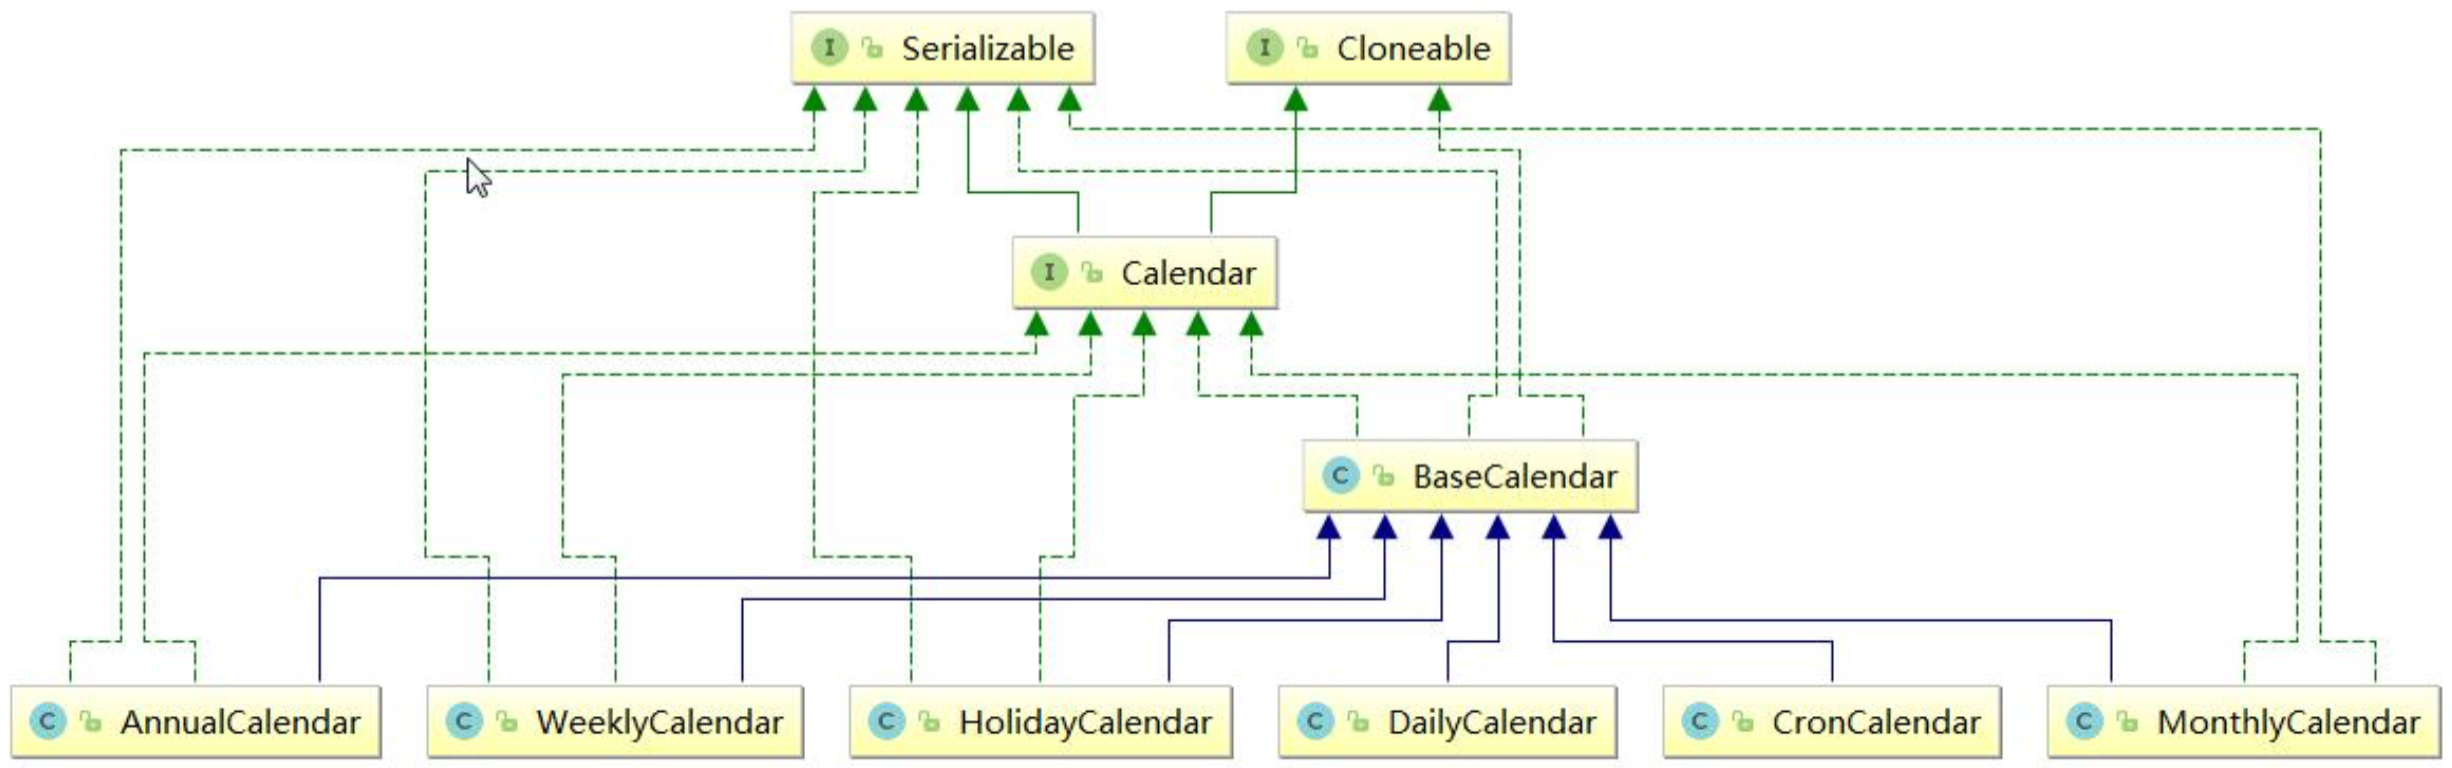 I Serializable
I Cloneable
I Calendar
C BaseCalendar
C AnnualCalendar
C WeeklyCalendar
C HolidayCalendar
C DailyCalendar
C CronCalendar
C MonthlyCalendar